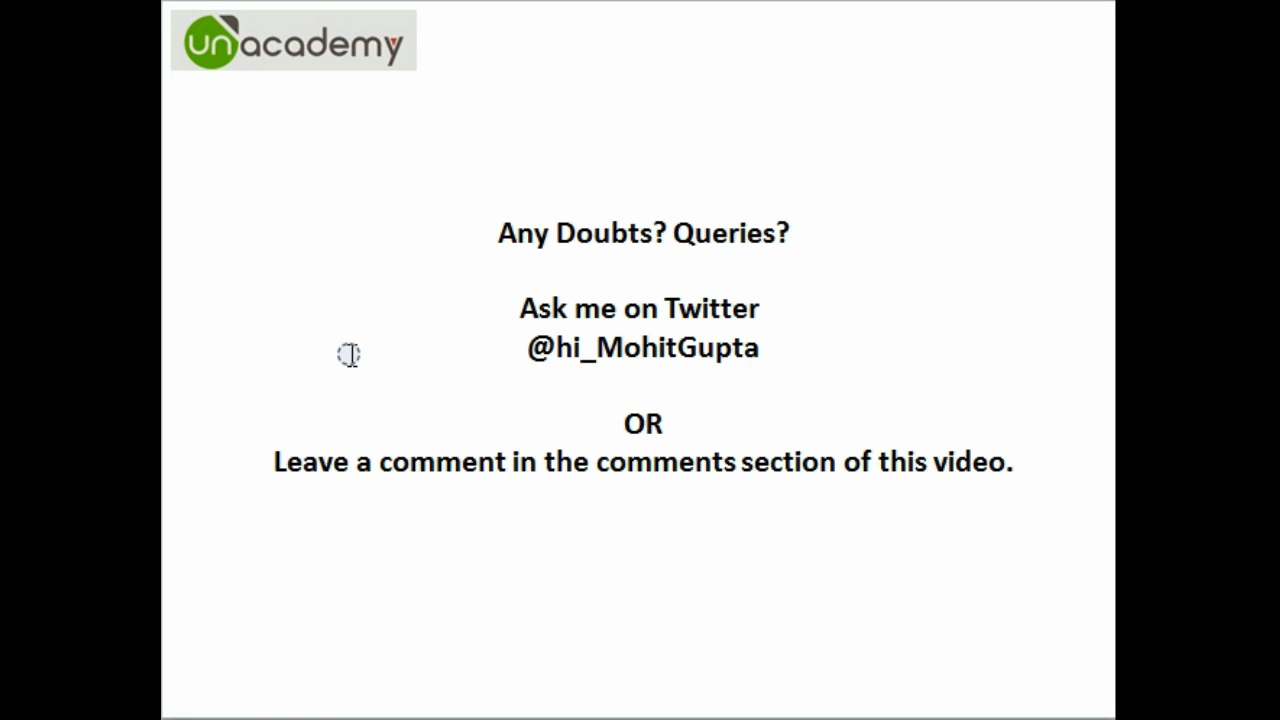 unacademy
Any Doubts? Queries?
Ask me on Twitter
@hi_MohitGupta
OR
Leave a comment in the comments section of this video.